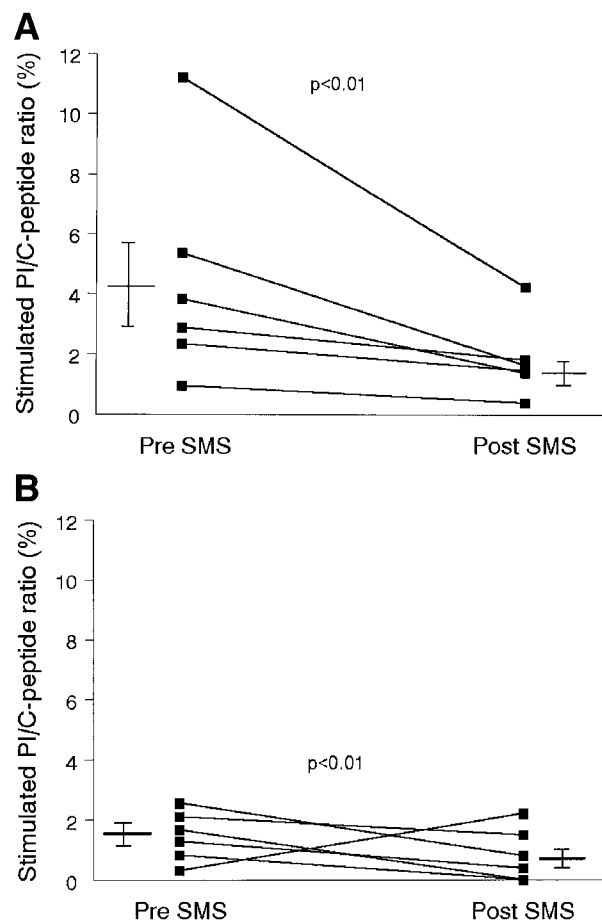 A
Stimulated PI/C-peptide ratio (%)
12
10
8
6
4
2
0
p<0.01
Pre SMS
Post SMS
B
Stimulated PI/C-peptide ratio (%)
12
10
8
6
4
2
0
p<0.01
Pre SMS
Post SMS